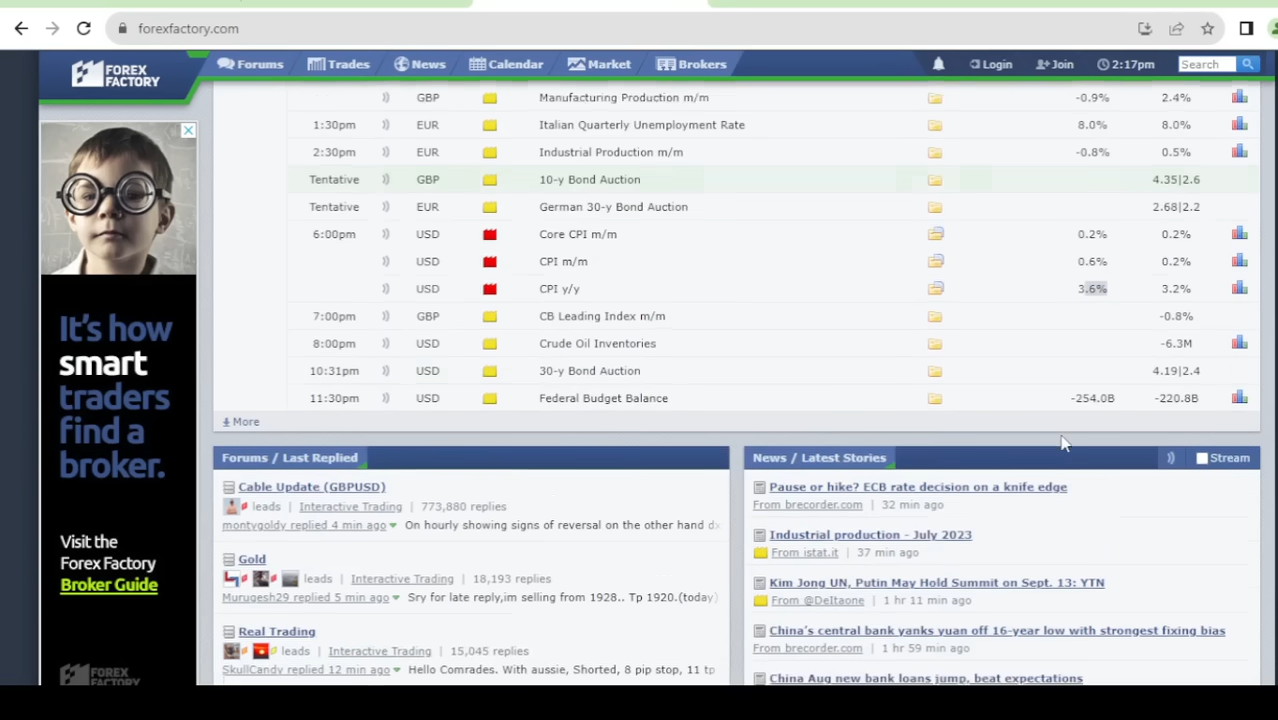 forexfactory.com
FOREX FACTORY Forums Trades News Calendar Market Brokers Login Join 2:17pm Search
GBP Manufacturing Production m/m -0.9% 2.4%
1:30pm EUR Italian Quarterly Unemployment Rate 8.0% 8.0%
2:30pm EUR Industrial Production m/m -0.8% 0.5%
Tentative GBP 10-y Bond Auction 4.35|2.6
Tentative EUR German 30-y Bond Auction 2.68|2.2
6:00pm USD Core CPI m/m 0.2% 0.2%
USD CPI m/m 0.6% 0.2%
USD CPI y/y 3.6% 3.2%
7:00pm GBP CB Leading Index m/m -0.8%
8:00pm USD Crude Oil Inventories -6.3M
10:31pm USD 30-y Bond Auction 4.19|2.4
11:30pm USD Federal Budget Balance -254.0B -220.8B
More
It's how
smart
traders
find a
broker.
Visit the
Forex Factory
Broker Guide
FOREX
FACTORY
Forums / Last Replied
Cable Update (GBPUSD)
leads | Interactive Trading | 773,880 replies
montygoldy replied 4 min ago On hourly showing signs of reversal on the other hand dx
Gold
leads | Interactive Trading | 18,193 replies
Murugesh29 replied 5 min ago Sry for late reply,im selling from 1928.. Tp 1920.(today)
Real Trading
leads | Interactive Trading | 15,045 replies
SkullCandy replied 12 min ago Hello Comrades. With aussie, Shorted, 8 pip stop, 11 tp
News / Latest Stories Stream
Pause or hike? ECB rate decision on a knife edge
From brecorder.com | 32 min ago
Industrial production - July 2023
From istat.it | 37 min ago
Kim Jong UN, Putin May Hold Summit on Sept. 13: YTN
From @DeItaone | 1 hr 11 min ago
China's central bank yanks yuan off 16-year low with strongest fixing bias
From brecorder.com | 1 hr 59 min ago
China Aug new bank loans jump, beat expectations